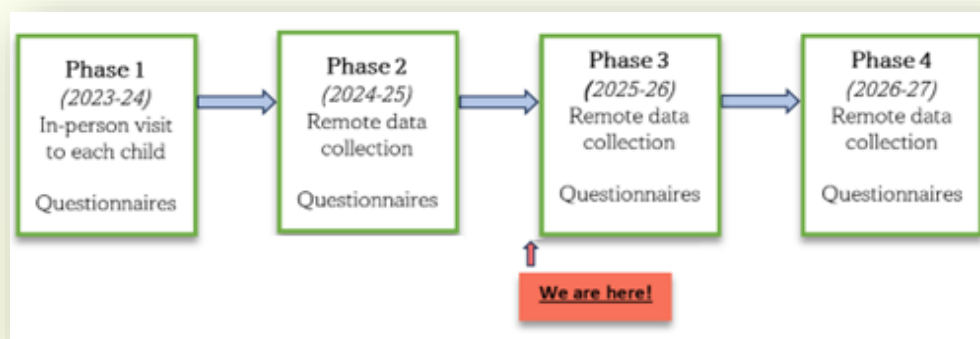 Phase 1
(2023-24)
In-person visit
to each child
Questionnaires
Phase 2
(2024-25)
Remote data
collection
Questionnaires
Phase 3
(2025-26)
Remote data
collection
Questionnaires
Phase 4
(2026-27)
Remote data
collection
Questionnaires
We are here!